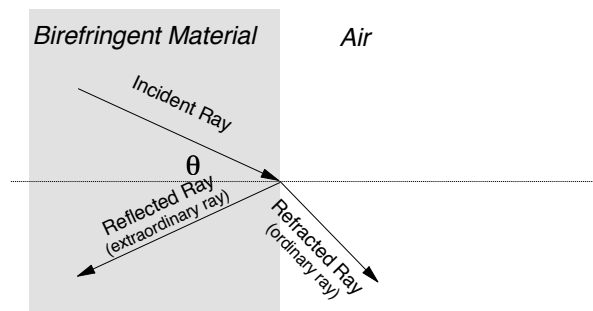 Birefringent Material
Air
Incident Ray
θ
Reflected Ray
(extraordinary ray)
Refracted Ray
(ordinary ray)